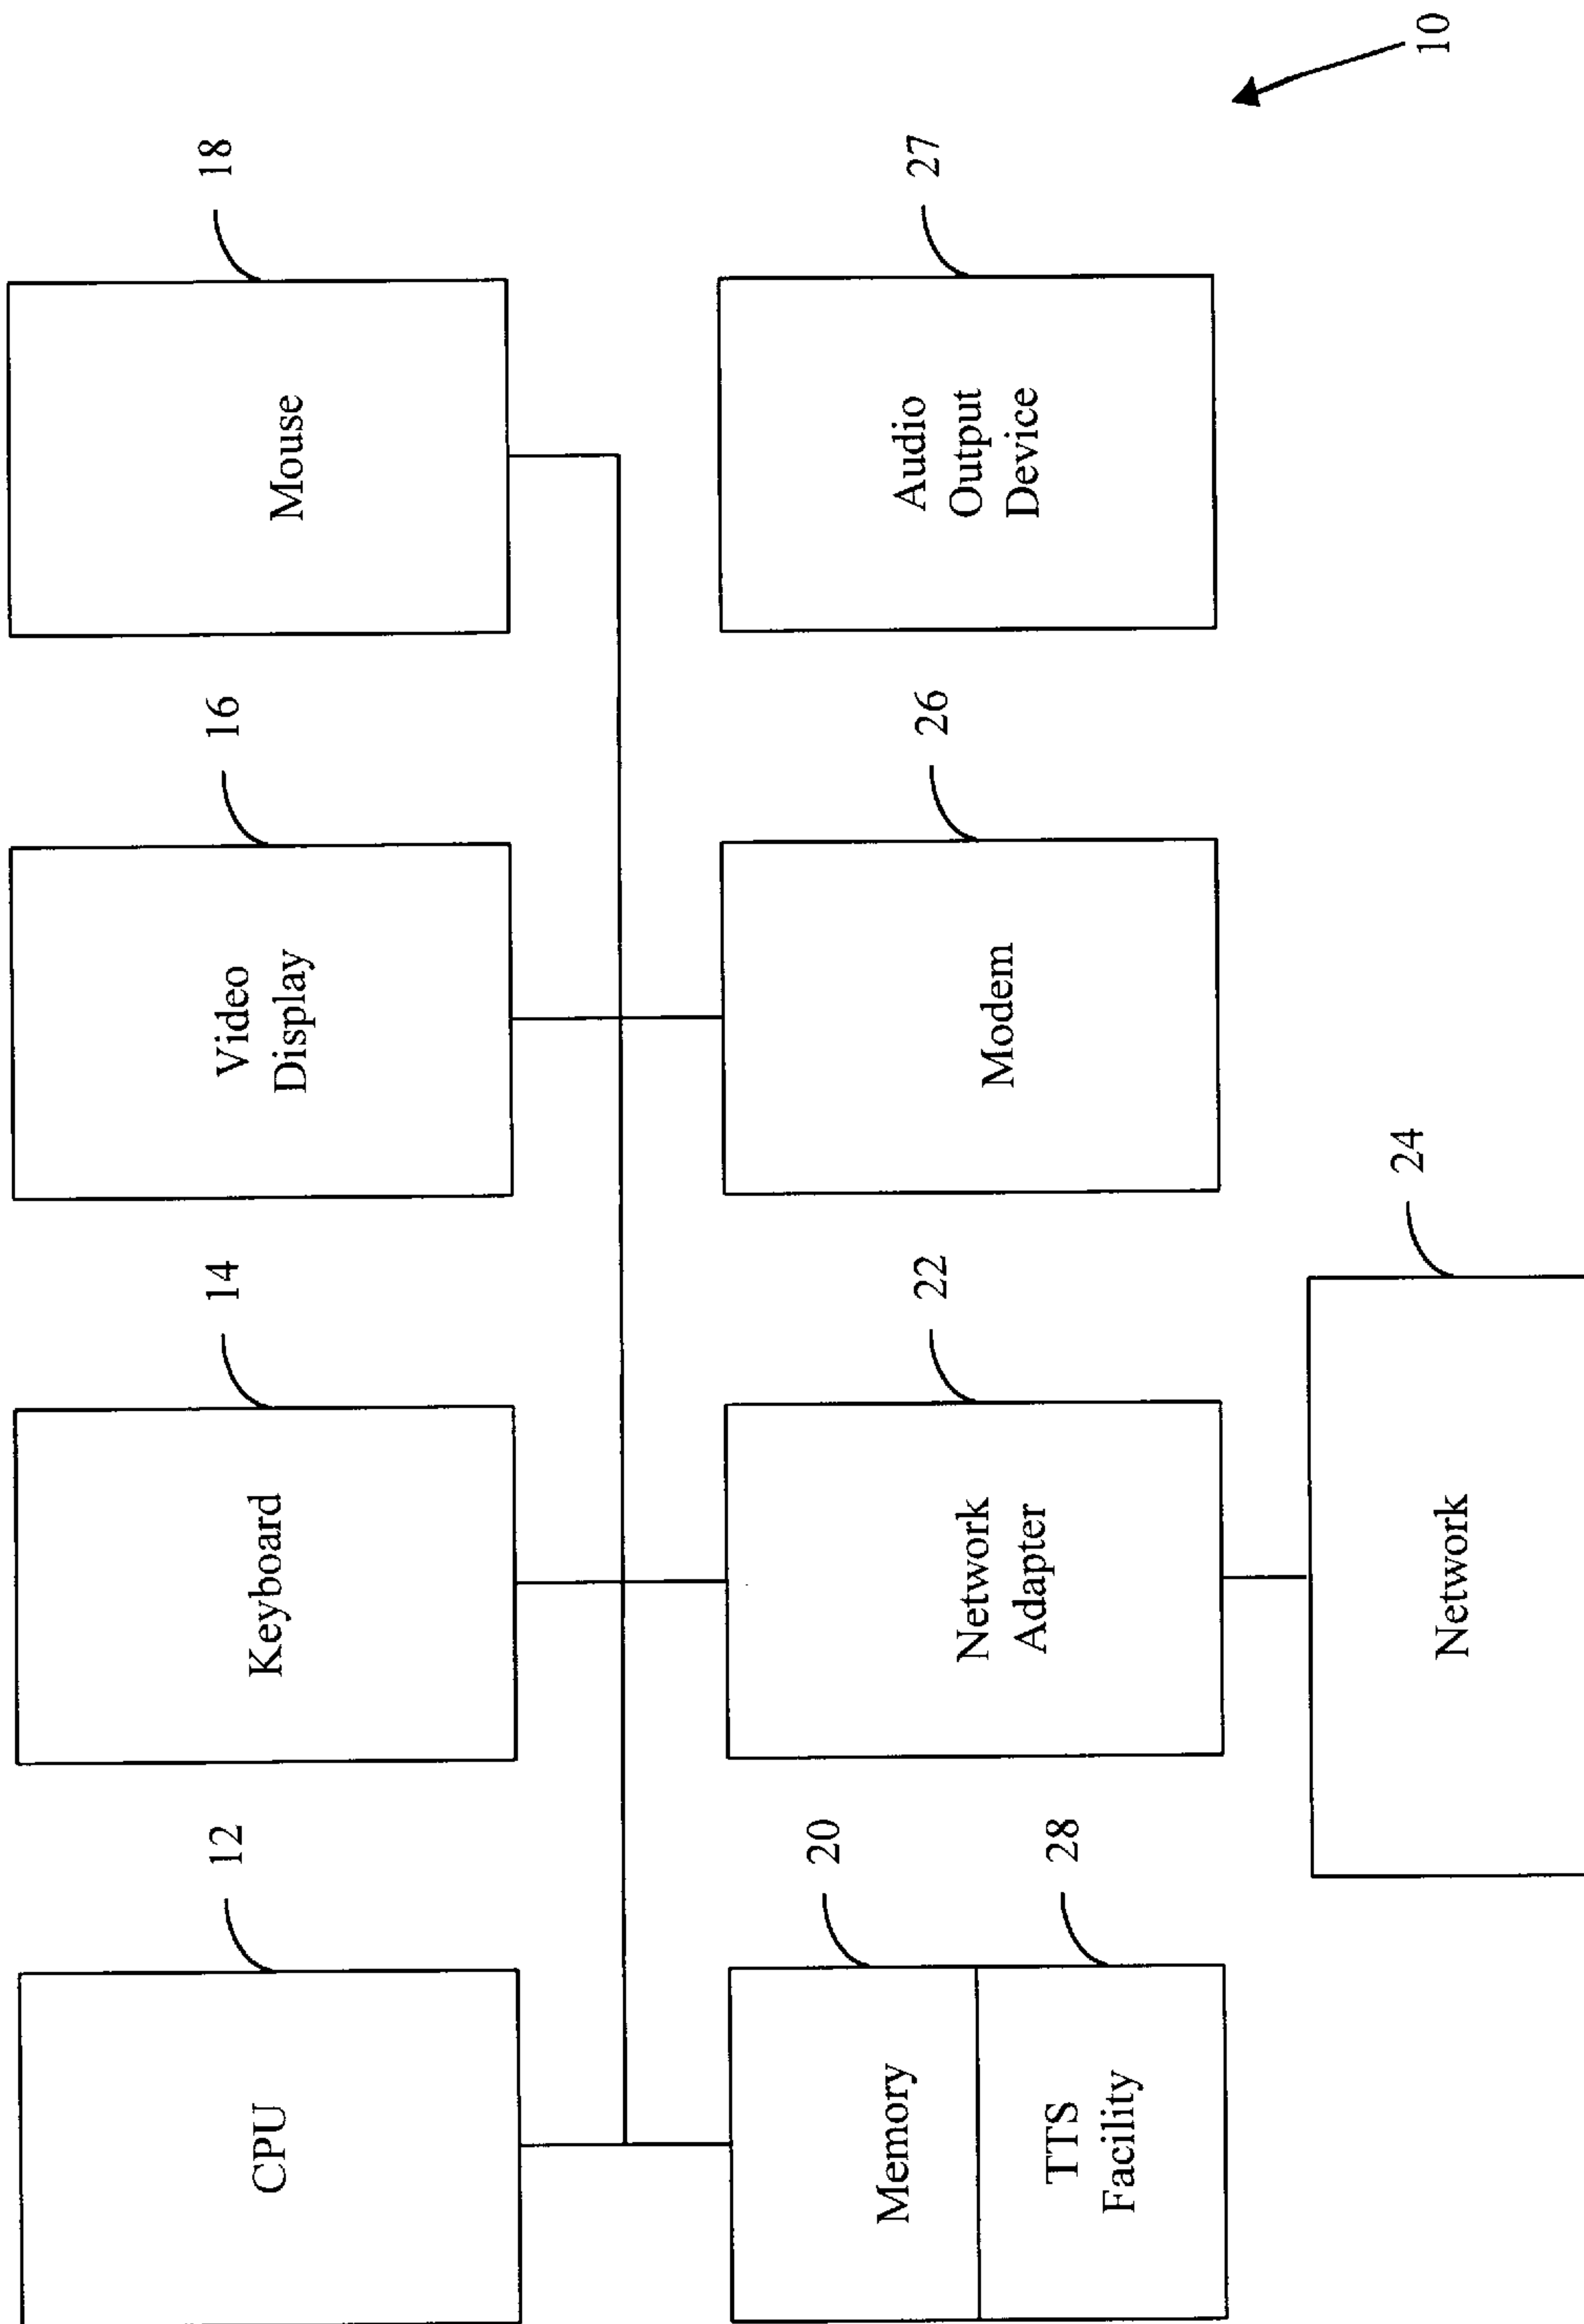 12
CPU
14
Keyboard
16
Video
Display
18
Mouse
20
Memory
28
TTS
Facility
22
Network
Adapter
26
Modem
27
Audio
Output
Device
24
Network
10